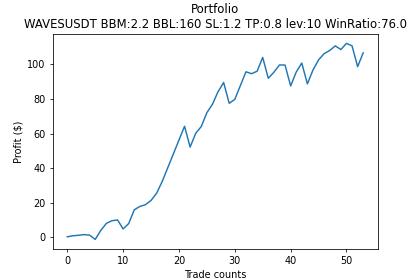 Portfolio
WAVESUSDT BBM:2.2 BBL:160 SL:1.2 TP:0.8 lev:10 WinRatio:76.0
Profit ($)
100
80
60
40
20
0
0 10 20 30 40 50
Trade counts